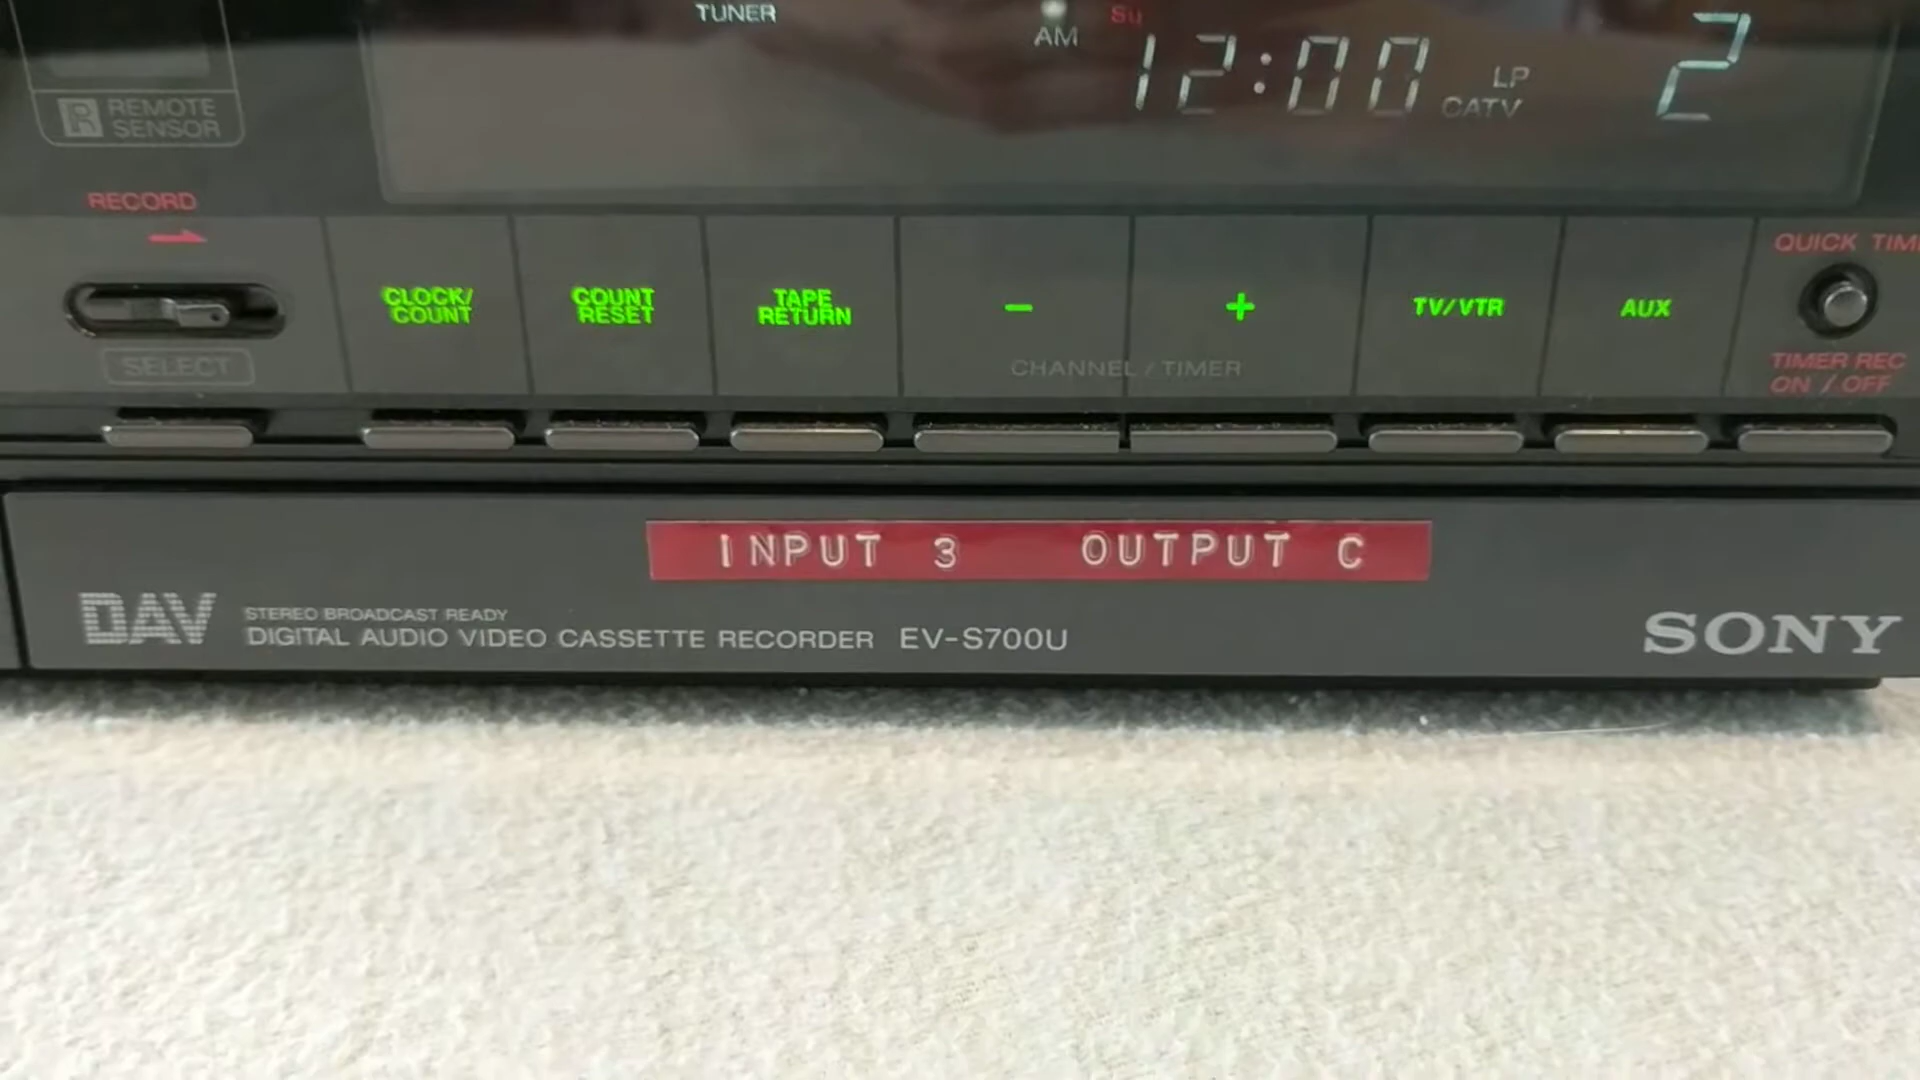 TUNER
AM
Su
12:00
LP
CATV
2
REMOTE
SENSOR
RECORD
SELECT
CLOCK/
COUNT
COUNT
RESET
TAPE
RETURN
− +
CHANNEL / TIMER
TV/VTR
AUX
TIMER REC
ON / OFF
QUICK
INPUT 3 OUTPUT C
DAV
STEREO BROADCAST READY
DIGITAL AUDIO VIDEO CASSETTE RECORDER EV-S700U
SONY